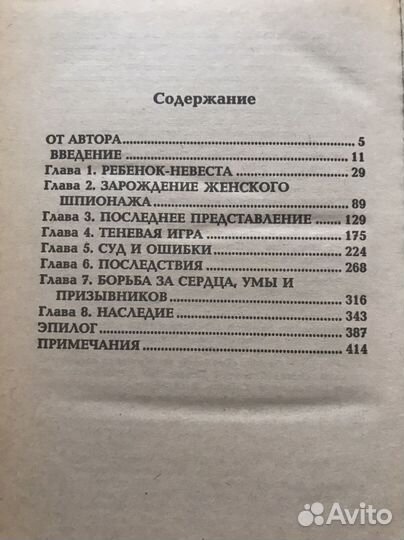 Содержание
ОТ АВТОРА 5
ВВЕДЕНИЕ 11
Глава 1. РЕБЕНОК-НЕВЕСТА 29
Глава 2. ЗАРОЖДЕНИЕ ЖЕНСКОГО
ШПИОНАЖА 89
Глава 3. ПОСЛЕДНЕЕ ПРЕДСТАВЛЕНИЕ 129
Глава 4. ТЕНЕВАЯ ИГРА 175
Глава 5. СУД И ОШИБКИ 224
Глава 6. ПОСЛЕДСТВИЯ 268
Глава 7. БОРЬБА ЗА СЕРДЦА, УМЫ И
ПРИЗЫВНИКОВ 316
Глава 8. НАСЛЕДИЕ 343
ЭПИЛОГ 387
ПРИМЕЧАНИЯ 414
Avito